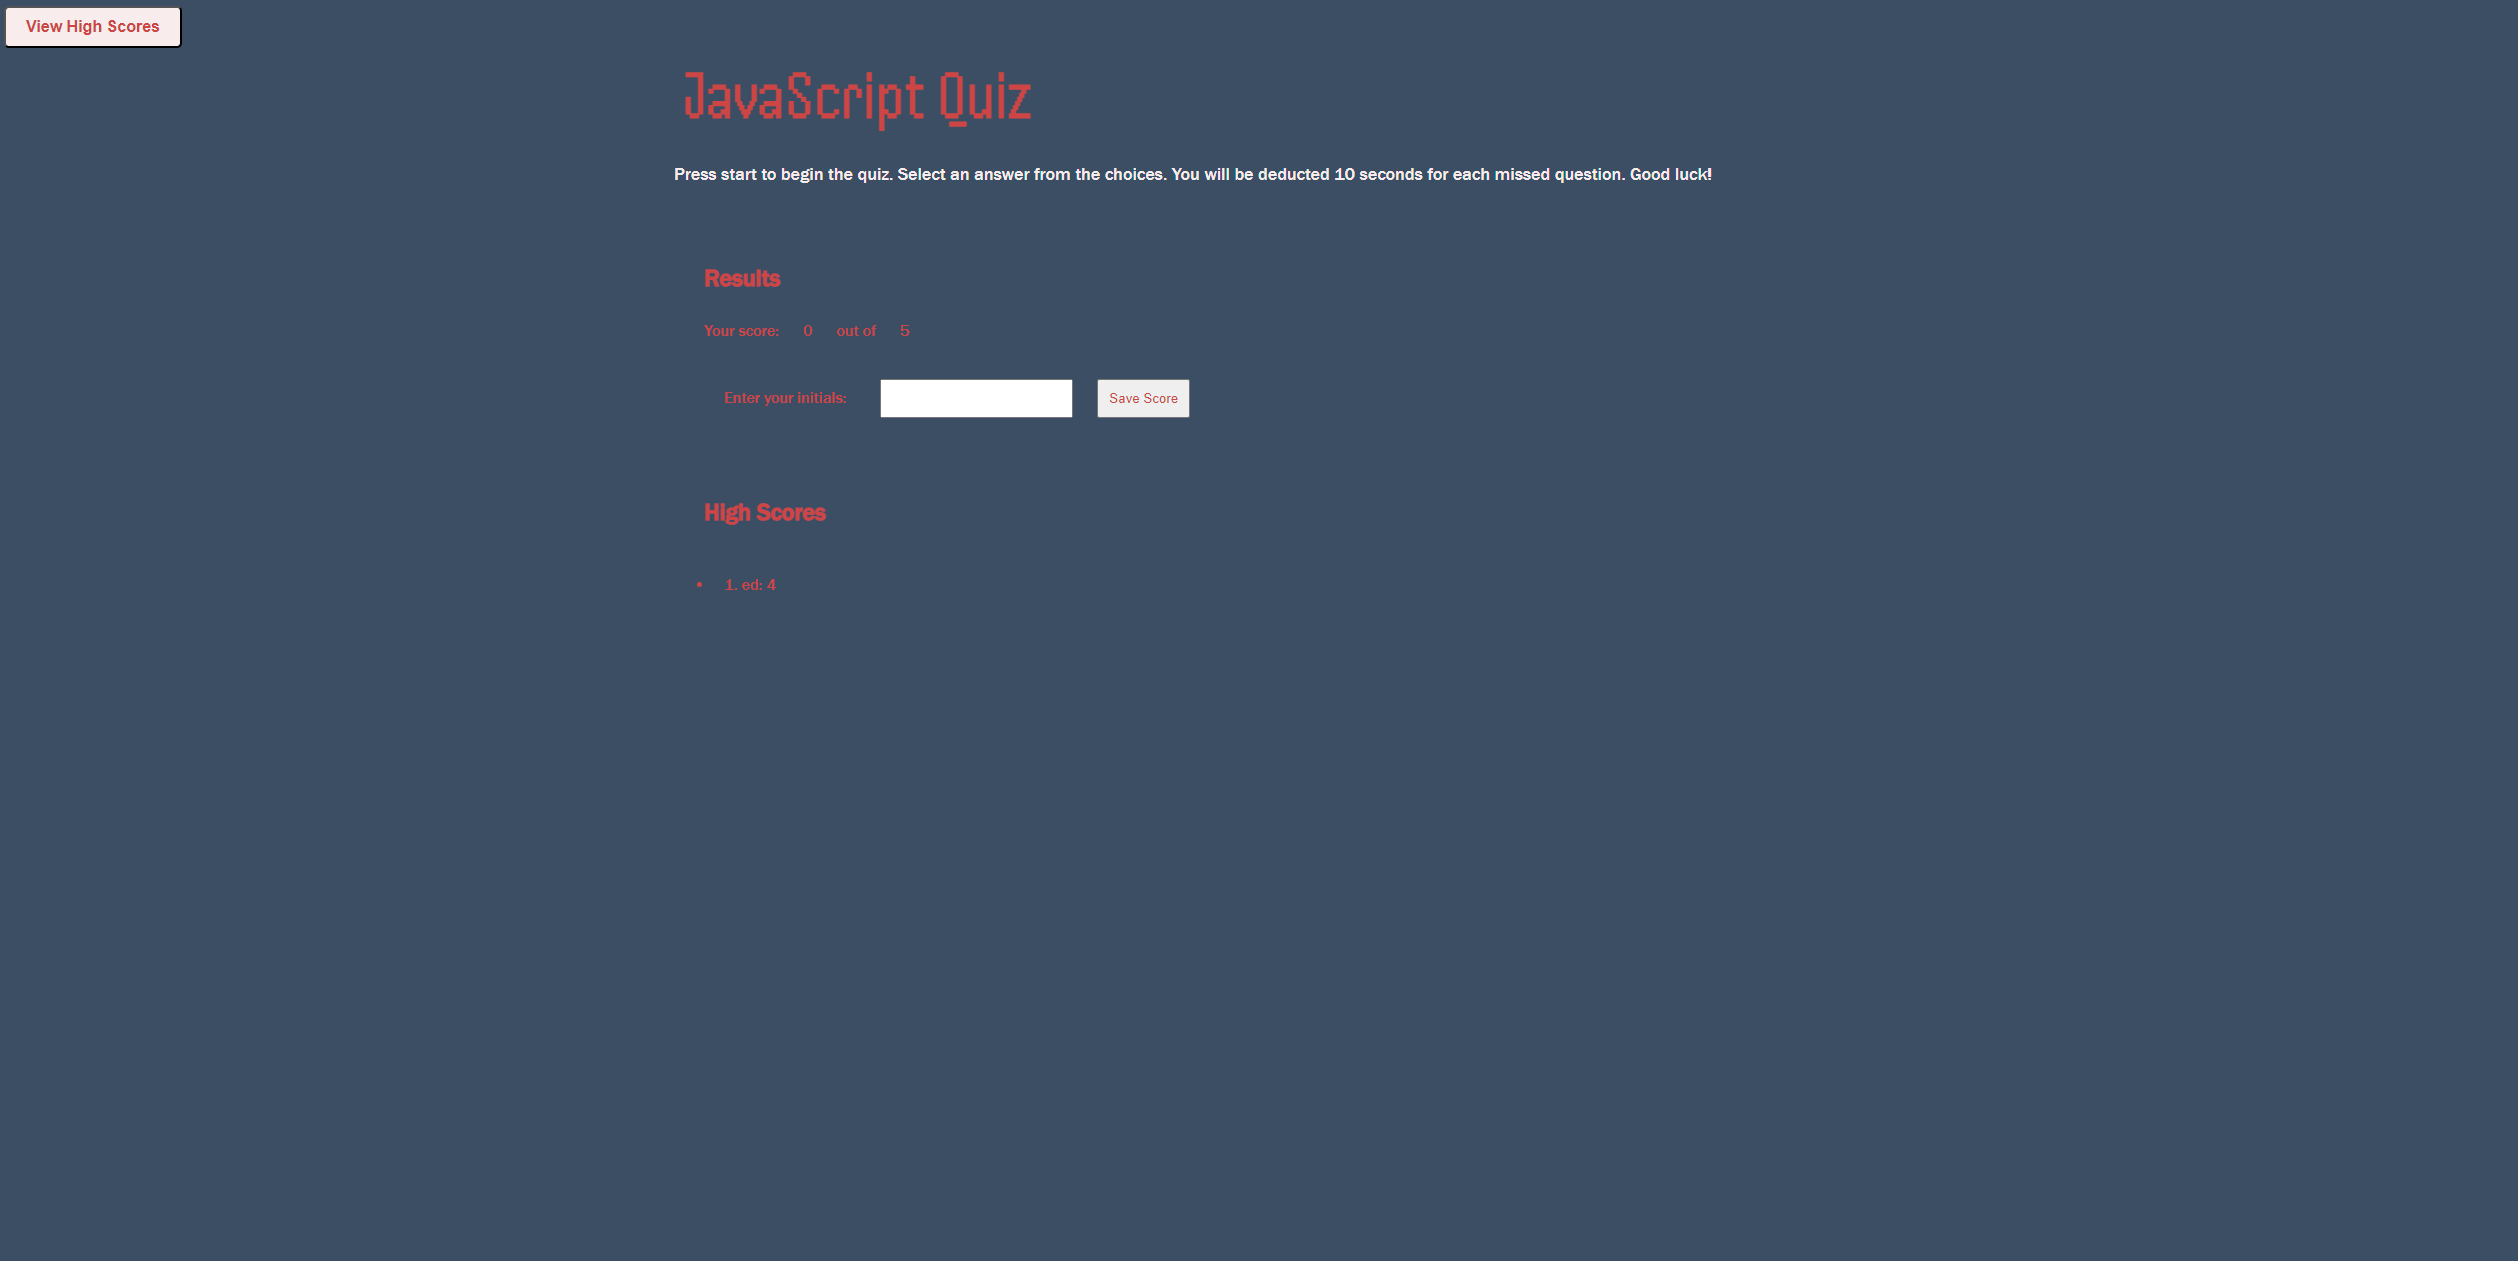 View High Scores
JavaScript Quiz
Press start to begin the quiz. Select an answer from the choices. You will be deducted 10 seconds for each missed question. Good luck!
Results
Your score: 0 out of 5
Enter your initials: Save Score
High Scores
• 1. ed: 4